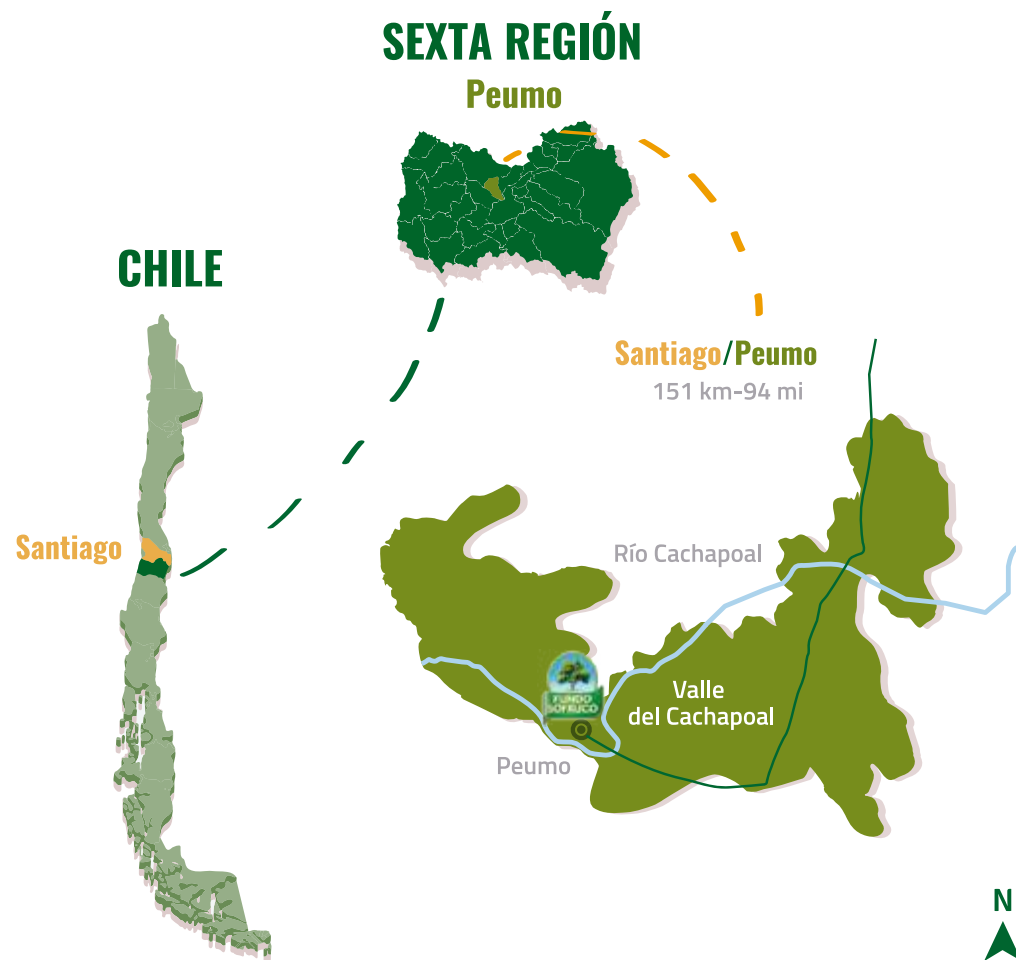 SEXTA REGIÓN
Peumo
CHILE
Santiago/Peumo
151 km-94 mi
Santiago
Río Cachapoal
FUNDO
SOFRUCO
Valle
del Cachapoal
Peumo
N